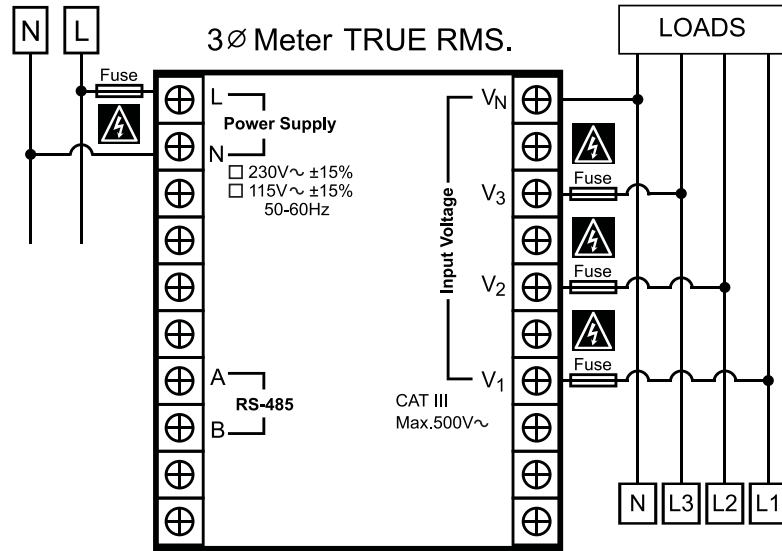 N L
3Ø Meter TRUE RMS.
LOADS
Fuse
L
Power Supply
N
□ 230V~ ±15%
□ 115V~ ±15%
50-60Hz
A
RS-485
B
VN
V3
V2
V1
Input Voltage
CAT III
Max.500V~
Fuse
Fuse
Fuse
N L3 L2 L1